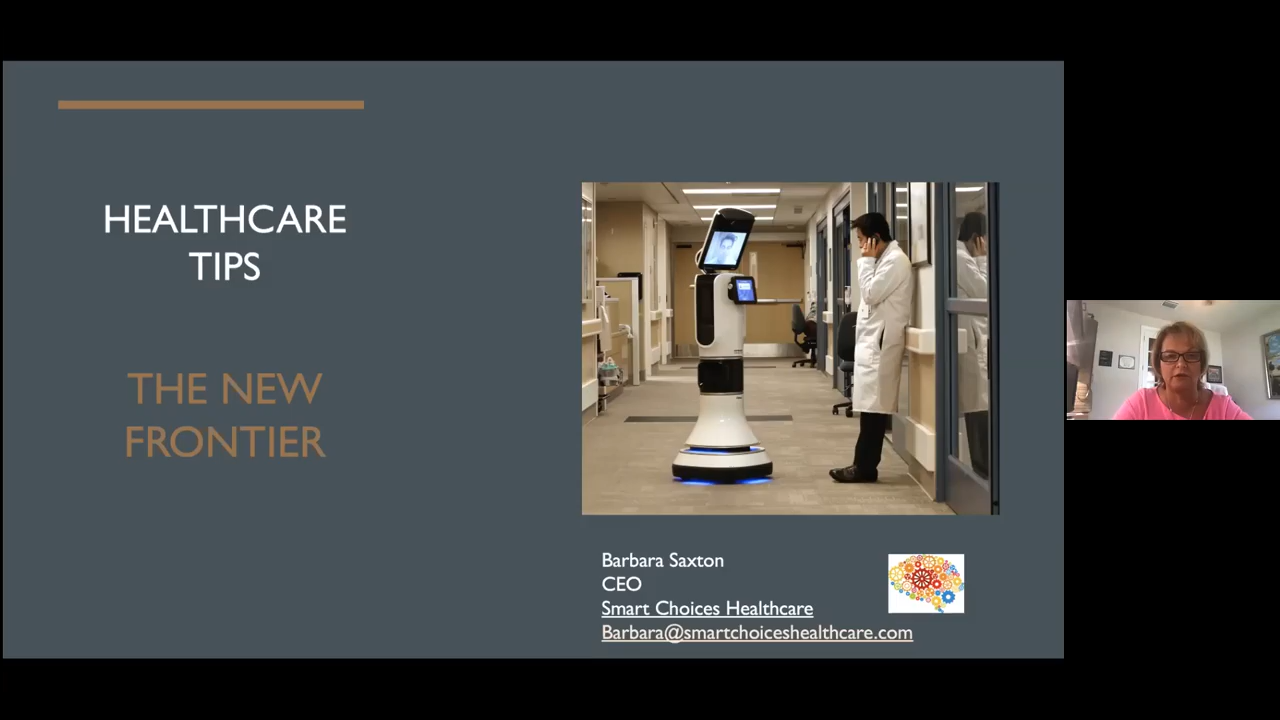 HEALTHCARE
TIPS
THE NEW
FRONTIER
Barbara Saxton
CEO
Smart Choices Healthcare
Barbara@smartchoiceshealthcare.com